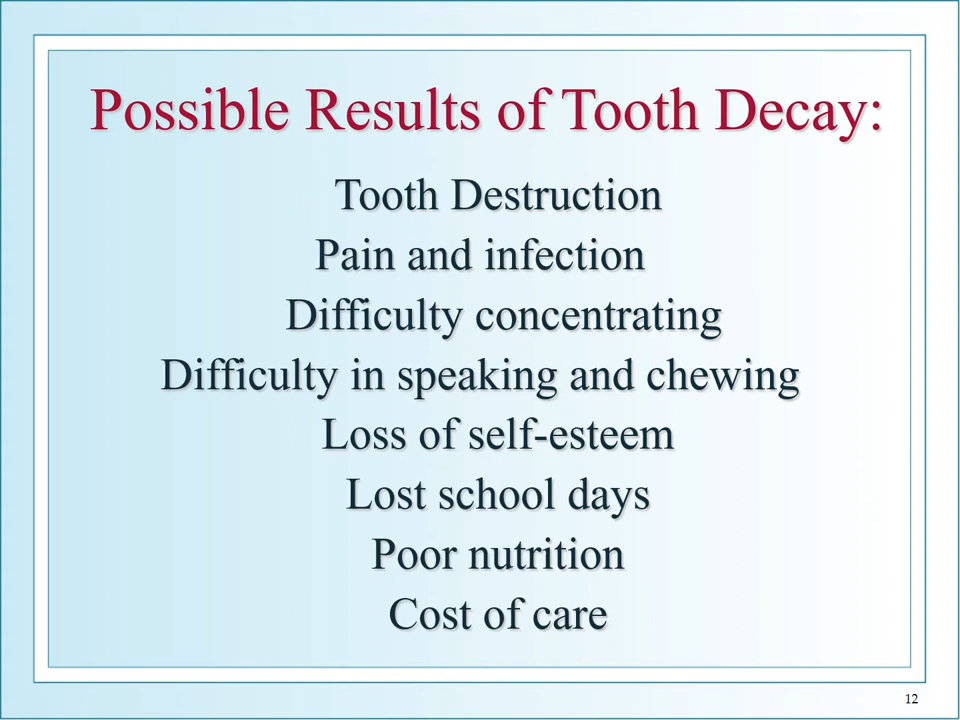 Possible Results of Tooth Decay:
Tooth Destruction
Pain and infection
Difficulty concentrating
Difficulty in speaking and chewing
Loss of self-esteem
Lost school days
Poor nutrition
Cost of care
12